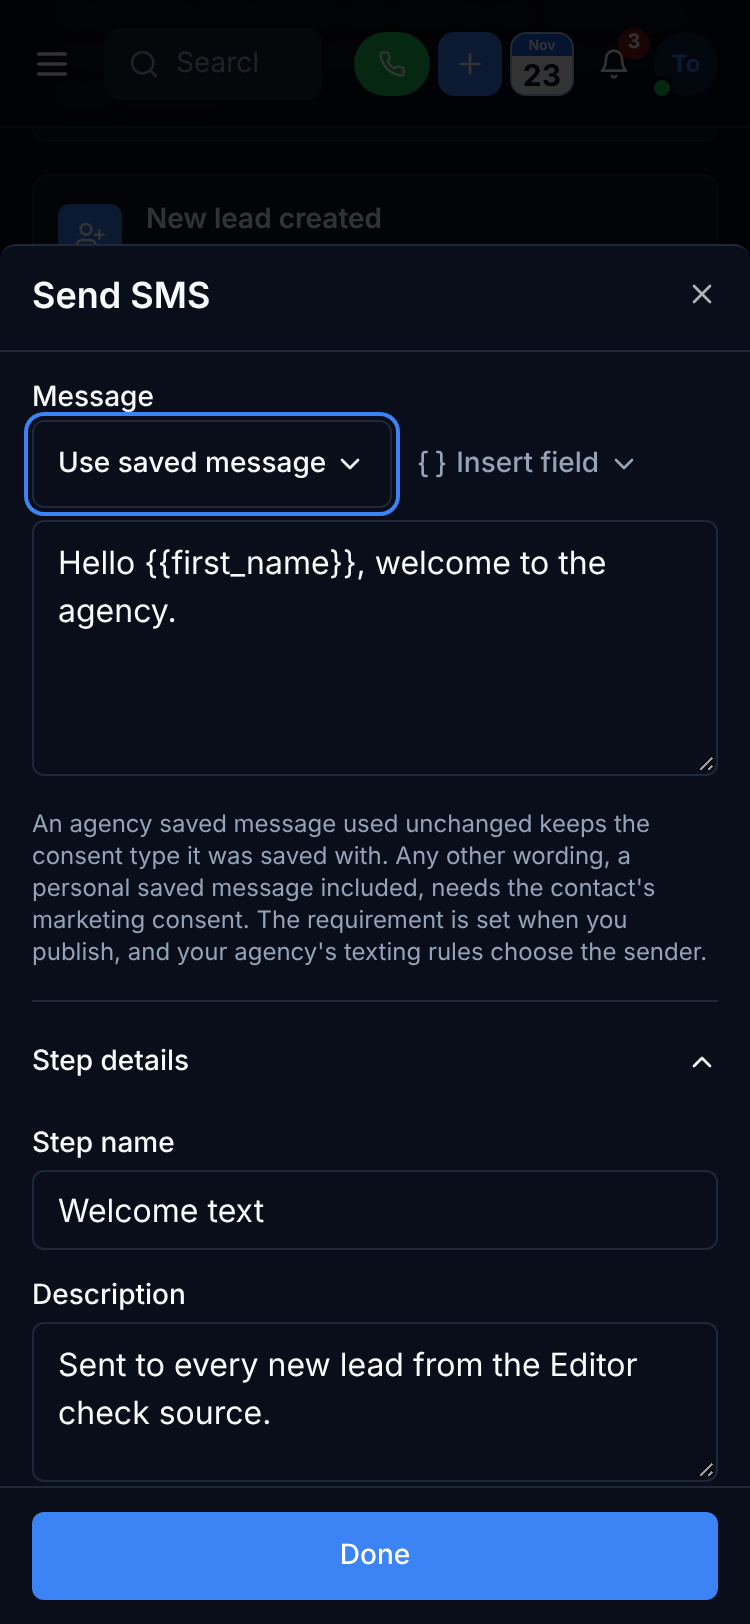 Search
Nov
23
3
To
New lead created
Send SMS
Message
Use saved message
{ } Insert field
Hello {{first_name}}, welcome to the
agency.
An agency saved message used unchanged keeps the
consent type it was saved with. Any other wording, a
personal saved message included, needs the contact's
marketing consent. The requirement is set when you
publish, and your agency's texting rules choose the sender.
Step details
Step name
Welcome text
Description
Sent to every new lead from the Editor
check source.
Done